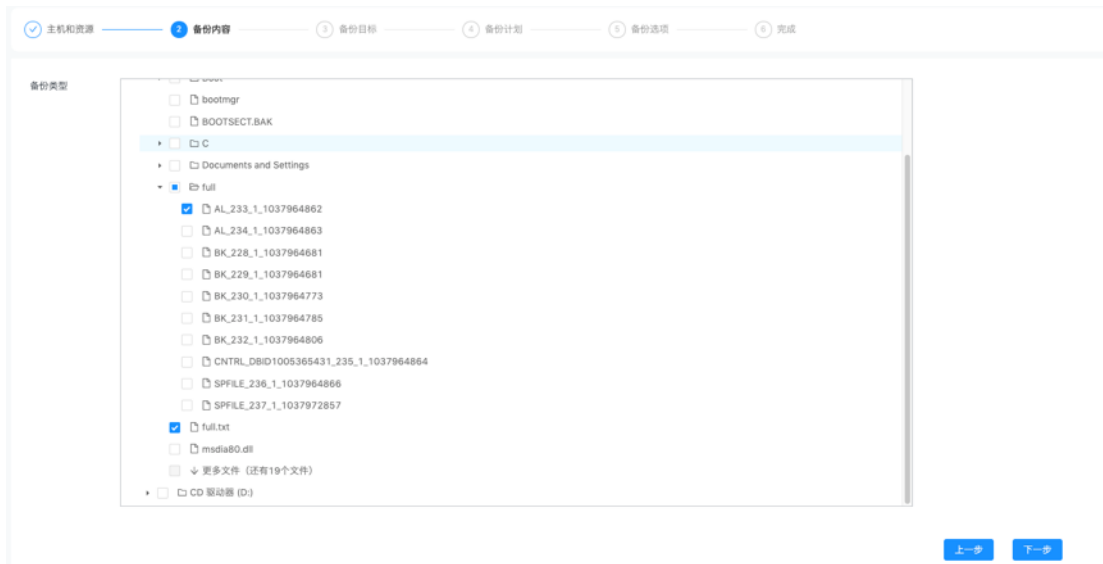 主机和资源
2 备份内容
3 备份目标
4 备份计划
5 备份选项
6 完成
备份类型
boot
bootmgr
BOOTSECT.BAK
C
Documents and Settings
full
AL_233_1_1037964862
AL_234_1_1037964863
BK_228_1_1037964681
BK_229_1_1037964681
BK_230_1_1037964773
BK_231_1_1037964785
BK_232_1_1037964806
CNTRL_DBID1005365431_235_1_1037964864
SPFILE_236_1_1037964866
SPFILE_237_1_1037972857
full.txt
msdia80.dll
更多文件（还有19个文件）
CD 驱动器 (D:)
上一步
下一步